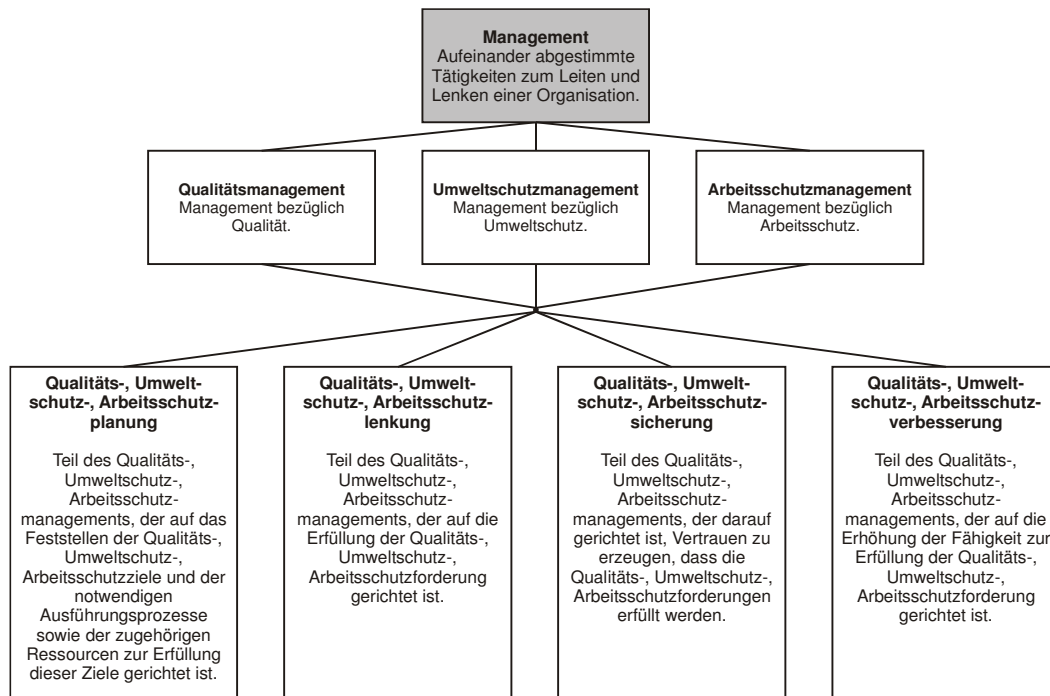 Management
Aufeinander abgestimmte
Tätigkeiten zum Leiten und
Lenken einer Organisation.
Qualitätsmanagement
Management bezüglich
Qualität.
Umweltschutzmanagement
Management bezüglich
Umweltschutz.
Arbeitsschutzmanagement
Management bezüglich
Arbeitsschutz.
Qualitäts-, Umwelt-
schutz-, Arbeitsschutz-
planung
Teil des Qualitäts-,
Umweltschutz-,
Arbeitsschutz-
managements, der auf das
Feststellen der Qualitäts-,
Umweltschutz-,
Arbeitsschutzziele und der
notwendigen
Ausführungsprozesse
sowie der zugehörigen
Ressourcen zur Erfüllung
dieser Ziele gerichtet ist.
Qualitäts-, Umwelt-
schutz-, Arbeitsschutz-
lenkung
Teil des Qualitäts-,
Umweltschutz-,
Arbeitsschutz-
managements, der auf die
Erfüllung der Qualitäts-,
Umweltschutz-,
Arbeitsschutzforderung
gerichtet ist.
Qualitäts-, Umwelt-
schutz-, Arbeitsschutz-
sicherung
Teil des Qualitäts-,
Umweltschutz-,
Arbeitsschutz-
managements, der darauf
gerichtet ist, Vertrauen zu
erzeugen, dass die
Qualitäts-, Umweltschutz-,
Arbeitsschutzforderungen
erfüllt werden.
Qualitäts-, Umwelt-
schutz-, Arbeitsschutz-
verbesserung
Teil des Qualitäts-,
Umweltschutz-,
Arbeitsschutz-
managements, der auf die
Erhöhung der Fähigkeit zur
Erfüllung der Qualitäts-,
Umweltschutz-,
Arbeitsschutzforderung
gerichtet ist.